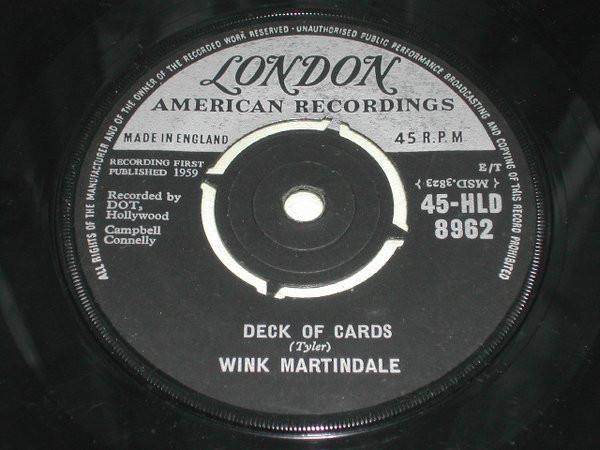 ALL RIGHTS OF THE MANUFACTURER AND OF THE OWNER OF THE RECORDED WORK RESERVED · UNAUTHORISED PUBLIC PERFORMANCE BROADCASTING AND COPYING OF THIS RECORD PROHIBITED
LONDON
AMERICAN RECORDINGS
MADE IN ENGLAND
45 R.P.M
RECORDING FIRST
PUBLISHED 1959
E/T
Recorded by
DOT,
Hollywood
( MSD.3823 )
45-HLD
8962
Campbell
Connelly
DECK OF CARDS
(Tyler)
WINK MARTINDALE